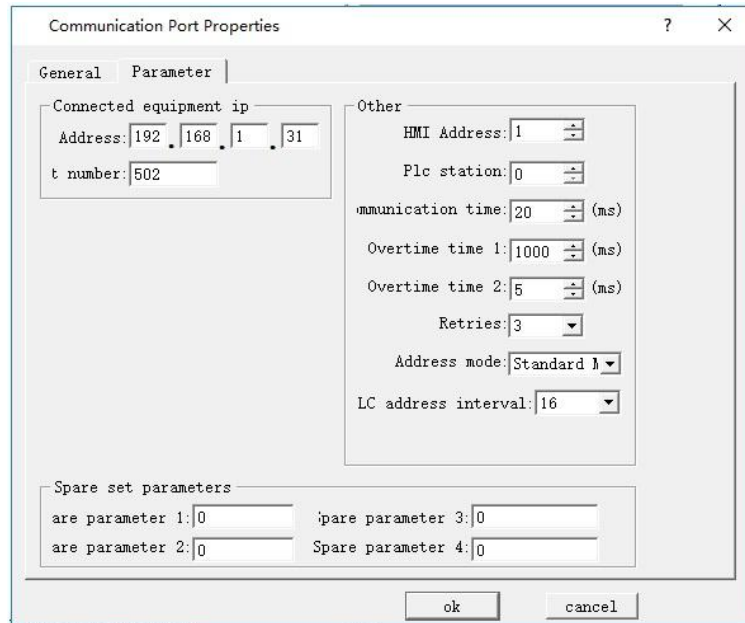 Communication Port Properties
? ×
General Parameter
Connected equipment ip
Address: 192 . 168 . 1 . 31
t number: 502
Other
HMI Address: 1
Plc station: 0
mmunication time: 20 (ms)
Overtime time 1: 1000 (ms)
Overtime time 2: 5 (ms)
Retries: 3
Address mode: Standard M
LC address interval: 16
Spare set parameters
are parameter 1: 0
pare parameter 3: 0
are parameter 2: 0
Spare parameter 4: 0
ok cancel